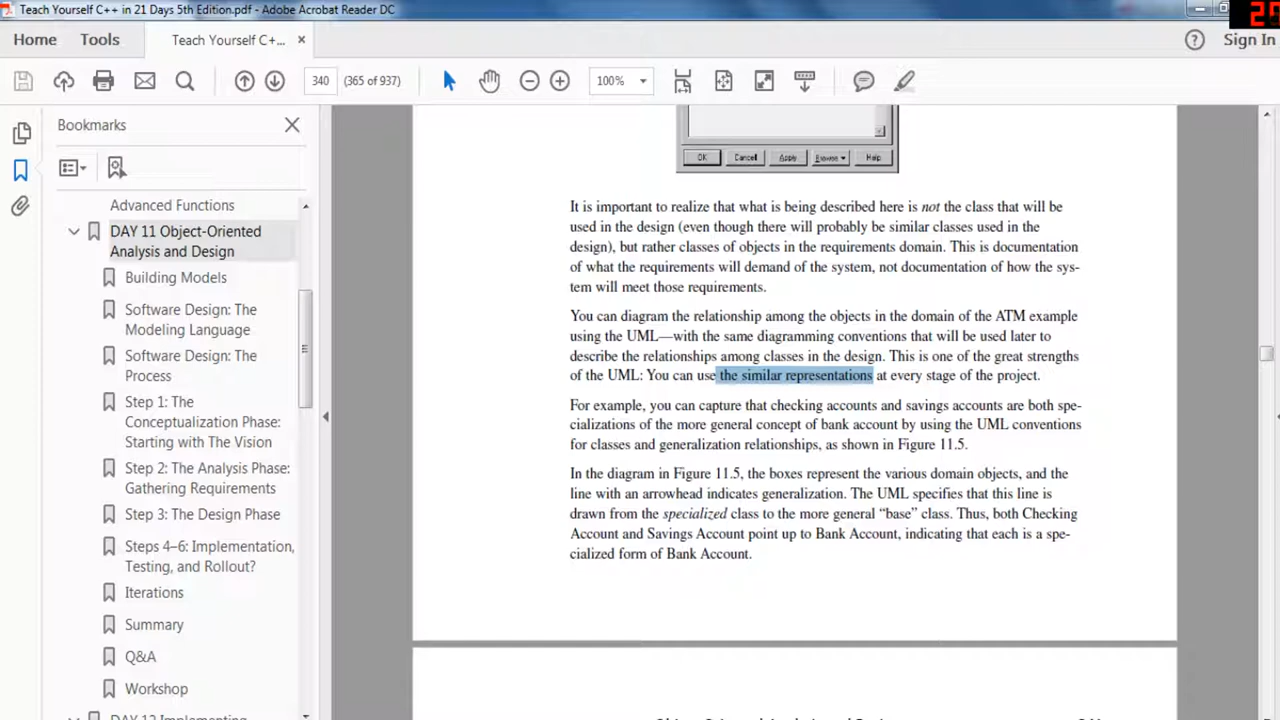 Teach Yourself C++ in 21 Days 5th Edition.pdf - Adobe Acrobat Reader DC
Home
Tools
Teach Yourself C+...
Sign In
340
(365 of 937)
100%
Bookmarks
Advanced Functions
DAY 11 Object-Oriented
Analysis and Design
Building Models
Software Design: The
Modeling Language
Software Design: The
Process
Step 1: The
Conceptualization Phase:
Starting with The Vision
Step 2: The Analysis Phase:
Gathering Requirements
Step 3: The Design Phase
Steps 4–6: Implementation,
Testing, and Rollout?
Iterations
Summary
Q&A
Workshop
OK Cancel Apply Browse Help
It is important to realize that what is being described here is not the class that will be
used in the design (even though there will probably be similar classes used in the
design), but rather classes of objects in the requirements domain. This is documentation
of what the requirements will demand of the system, not documentation of how the sys-
tem will meet those requirements.
You can diagram the relationship among the objects in the domain of the ATM example
using the UML—with the same diagramming conventions that will be used later to
describe the relationships among classes in the design. This is one of the great strengths
of the UML: You can use the similar representations at every stage of the project.
For example, you can capture that checking accounts and savings accounts are both spe-
cializations of the more general concept of bank account by using the UML conventions
for classes and generalization relationships, as shown in Figure 11.5.
In the diagram in Figure 11.5, the boxes represent the various domain objects, and the
line with an arrowhead indicates generalization. The UML specifies that this line is
drawn from the specialized class to the more general “base” class. Thus, both Checking
Account and Savings Account point up to Bank Account, indicating that each is a spe-
cialized form of Bank Account.